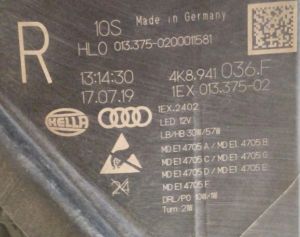 R
10S Made in Germany
HLO 013.375-0200011581
13:14:30 4K8.941 036.F
17.07.19 1EX.013.375-02
HELLA
1EX.2402
LED 12V
LB/HB 30W/57W
MD E1 4705 A / MD E1 4705 B
MD E1 4705 C / MD E1 4705 G
MD E1 4705 D / MD E1 4705 E
MD E1 4705 F
24
DRL/PO 10W/1W
Turn: 21W